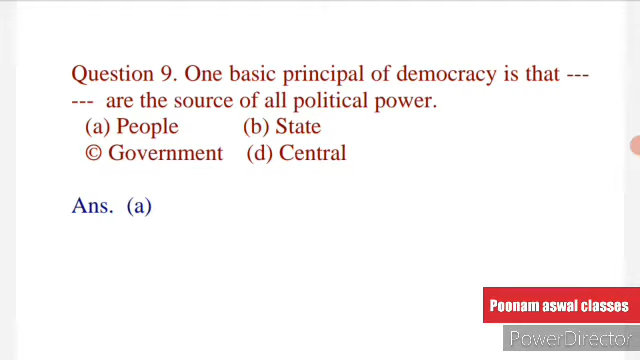 Question 9. One basic principal of democracy is that ---
--- are the source of all political power.
(a) People (b) State
© Government (d) Central
Ans. (a)
Poonam aswal classes
PowerDirector